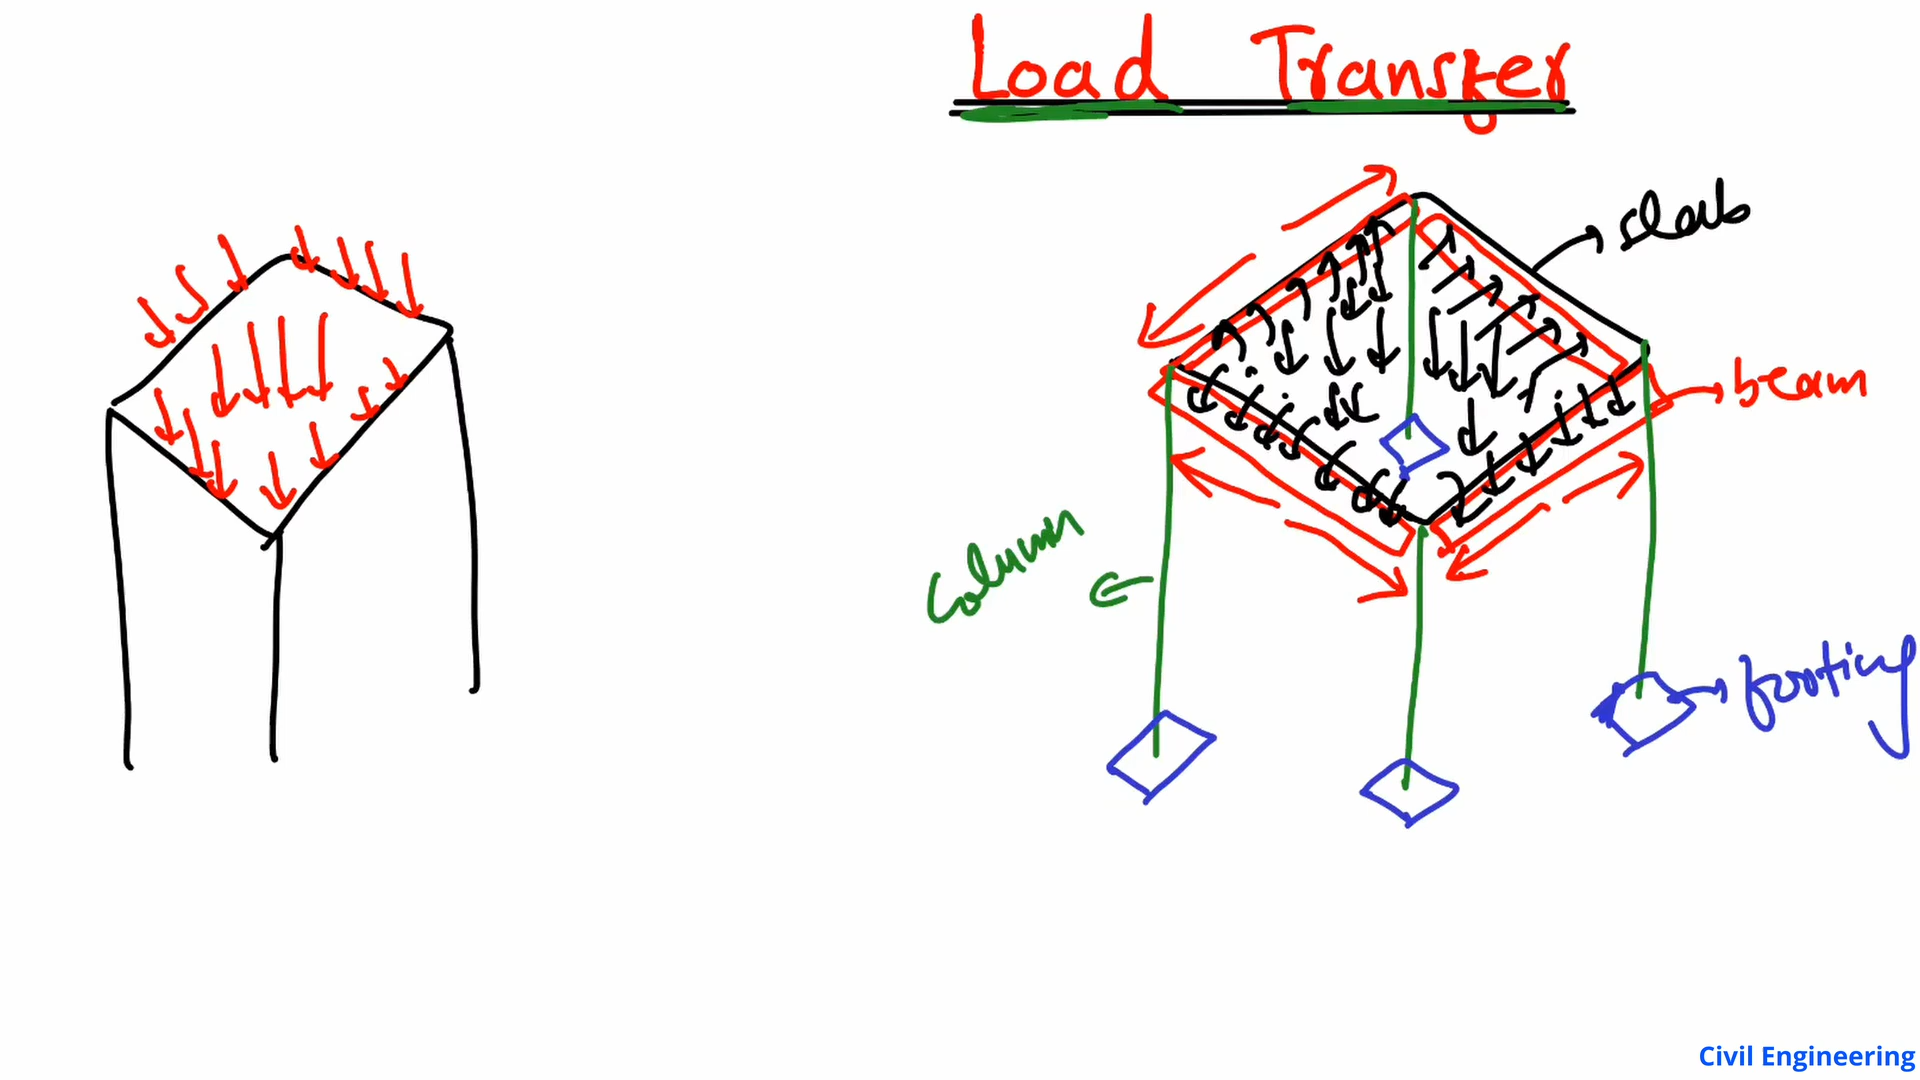 Load Transfer
slab
beam
Column
footing
Civil Engineering